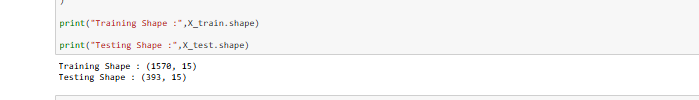 )
print("Training Shape :",X_train.shape)
print("Testing Shape :",X_test.shape)
Training Shape : (1570, 15)
Testing Shape : (393, 15)